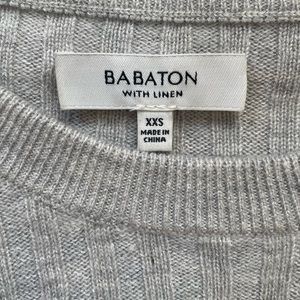 BABATON
WITH LINEN
XXS
MADE IN
CHINA